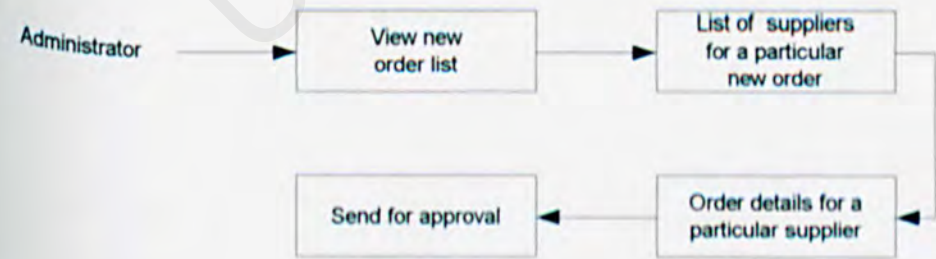 Administrator
View new
order list
List of suppliers
for a particular
new order
Order details for a
particular supplier
Send for approval